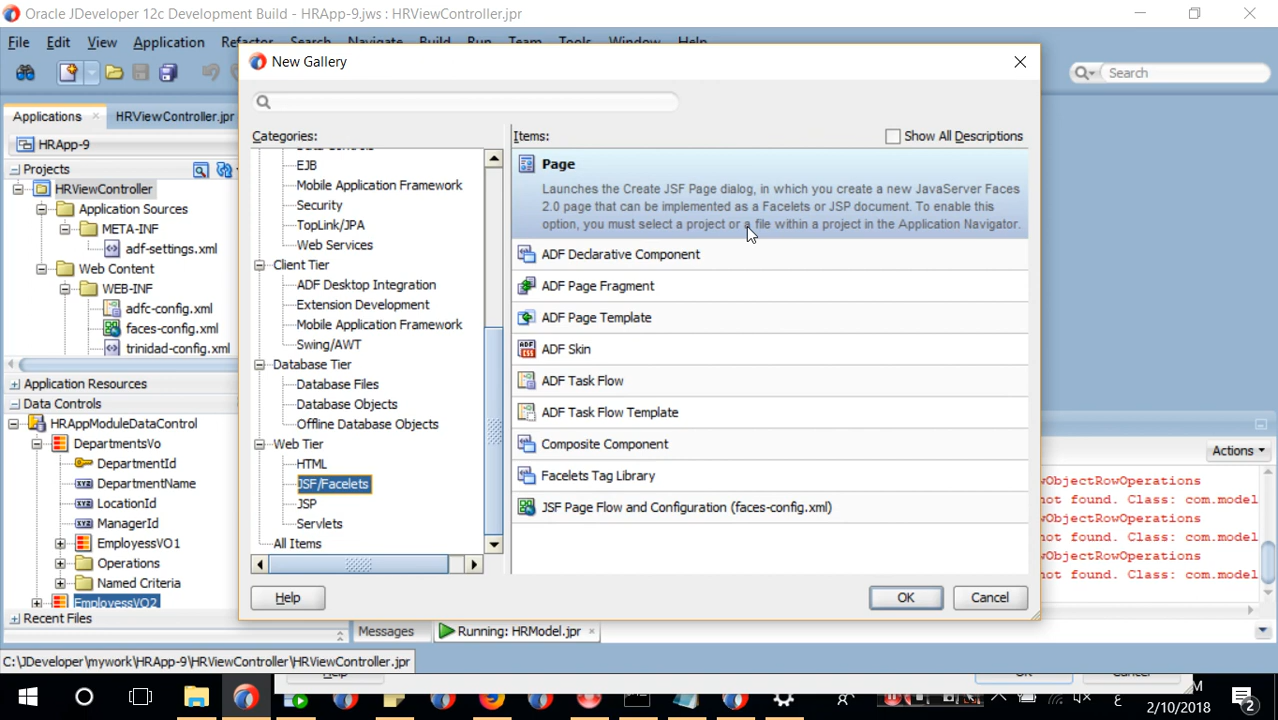 Oracle JDeveloper 12c Development Build - HRApp-9.jws : HRViewController.jpr
File Edit View Application Refactor Search Navigate Build Run Team Tools Window Help
New Gallery
Search
Applications HRViewController.jpr
HRApp-9
Projects
HRViewController
Application Sources
META-INF
adf-settings.xml
Web Content
WEB-INF
adfc-config.xml
faces-config.xml
trinidad-config.xml
Application Resources
Data Controls
HRAppModuleDataControl
DepartmentsVo
DepartmentId
DepartmentName
LocationId
ManagerId
EmployessVO1
Operations
Named Criteria
EmployessVO2
Recent Files
Categories:
EJB
Mobile Application Framework
Security
TopLink/JPA
Web Services
Client Tier
ADF Desktop Integration
Extension Development
Mobile Application Framework
Swing/AWT
Database Tier
Database Files
Database Objects
Offline Database Objects
Web Tier
HTML
JSF/Facelets
JSP
Servlets
All Items
Items: Show All Descriptions
Page
Launches the Create JSF Page dialog, in which you create a new JavaServer Faces
2.0 page that can be implemented as a Facelets or JSP document. To enable this
option, you must select a project or a file within a project in the Application Navigator.
ADF Declarative Component
ADF Page Fragment
ADF Page Template
ADF Skin
ADF Task Flow
ADF Task Flow Template
Composite Component
Facelets Tag Library
JSF Page Flow and Configuration (faces-config.xml)
Help OK Cancel
Actions
wObjectRowOperations
not found. Class: com.model
wObjectRowOperations
not found. Class: com.model
wObjectRowOperations
not found. Class: com.model
Messages Running: HRModel.jpr
C:\JDeveloper\mywork\HRApp-9\HRViewController\HRViewController.jpr
ع
2/10/2018
2